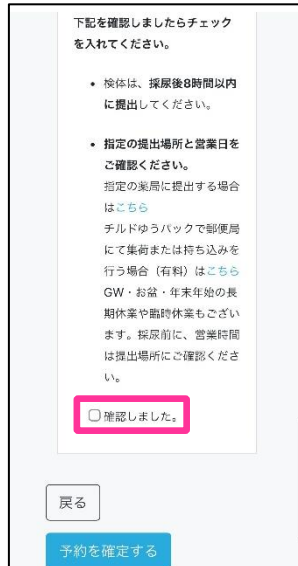 下記を確認しましたらチェック
を入れてください。
• 検体は、採尿後8時間以内
に提出してください。
• 指定の提出場所と営業日を
ご確認ください。
指定の薬局に提出する場合
はこちら
チルドゆうパックで郵便局
にて集荷または持ち込みを
行う場合（有料）はこちら
GW・お盆・年末年始の長
期休業や臨時休業もござい
ます。採尿前に、営業時間
は提出場所にご確認くださ
い。
確認しました。
戻る
予約を確定する